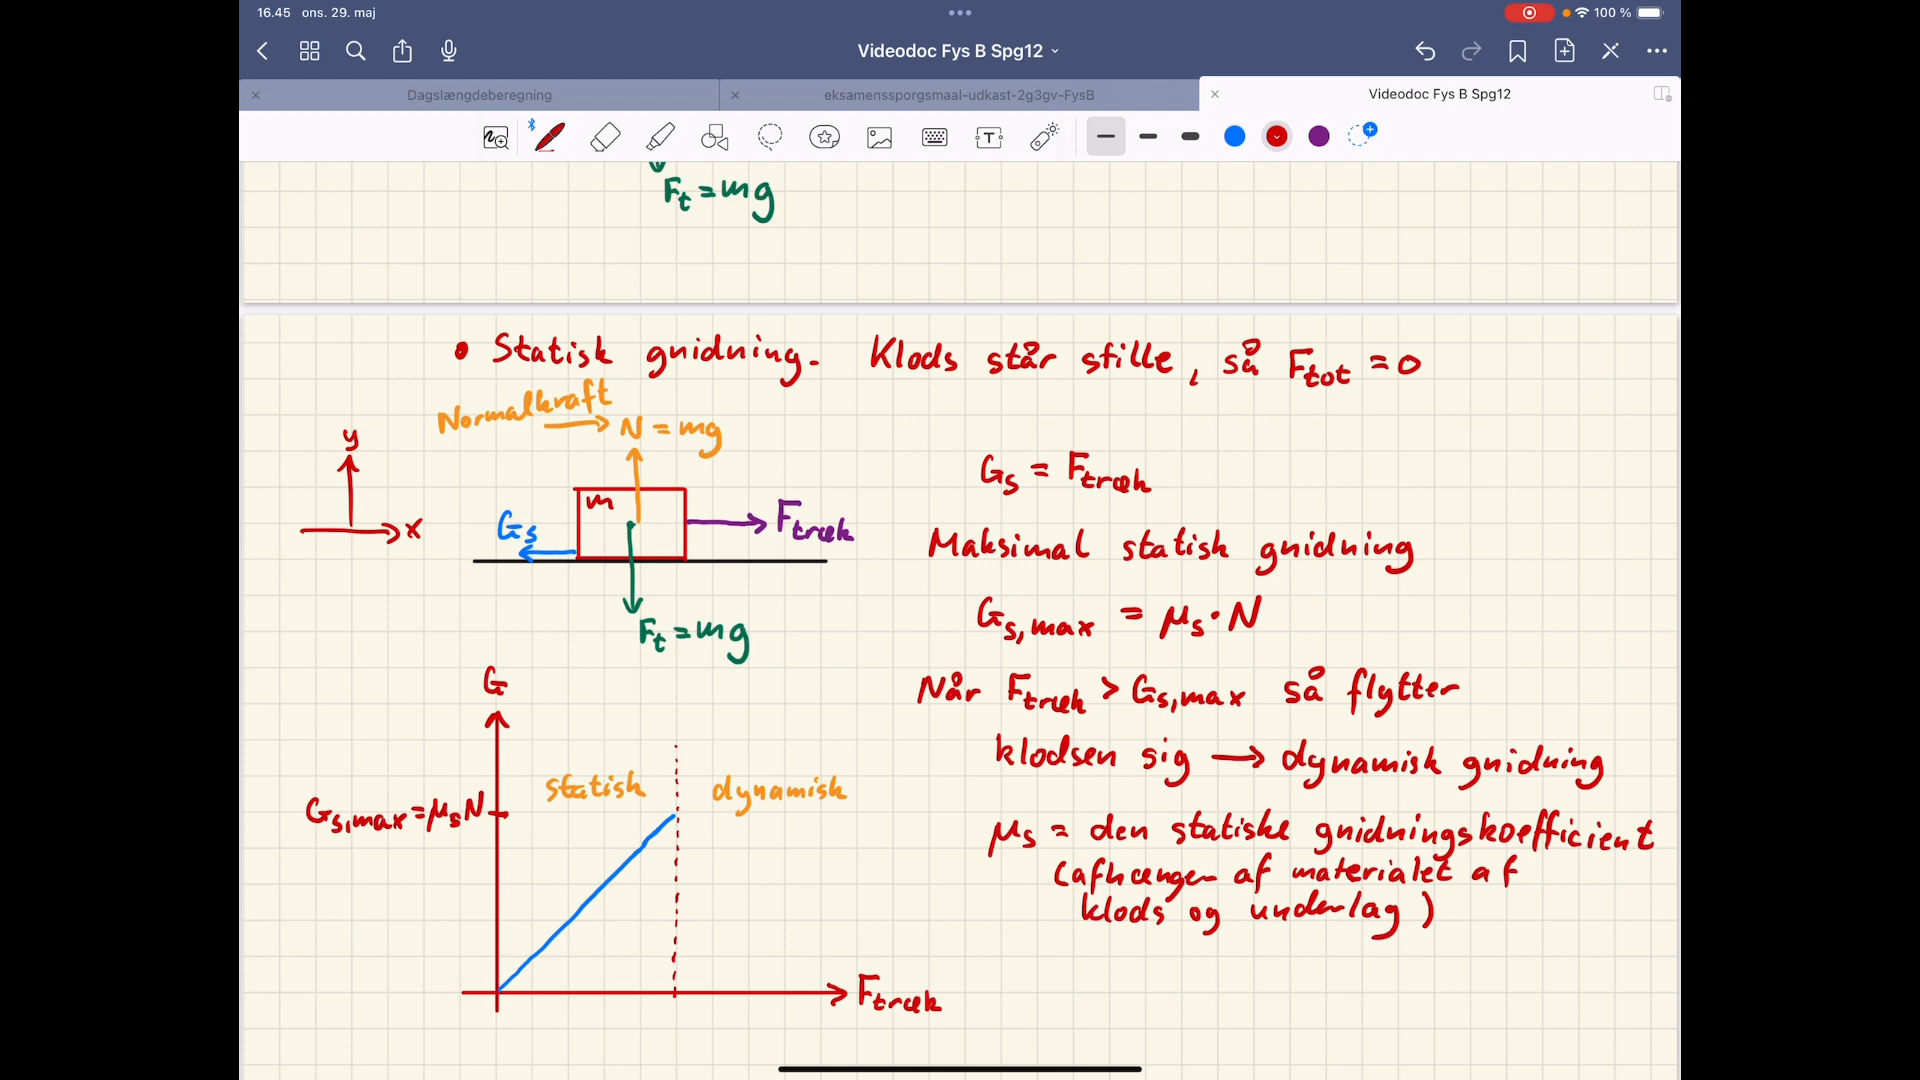 16.45 ons. 29. maj
100 %
Videodoc Fys B Spg12
Dagslængdeberegning
eksamenssporgsmaal-udkast-2g3gv-FysB
Videodoc Fys B Spg12
Ft = mg
• Statisk gnidning. Klods står stille, så Ftot = 0
Normalkraft → N = mg
y
x
m
Gs
Ftræk
Ft = mg
Gs = Ftræk
Maksimal statisk gnidning
Gs,max = μs · N
Når Ftræk > Gs,max så flytter
klodsen sig → dynamisk gnidning
μs = den statiske gnidningskoefficient
(afhænger af materialet af
klods og underlag)
G
statisk
dynamisk
Gs,max = μsN
Ftræk